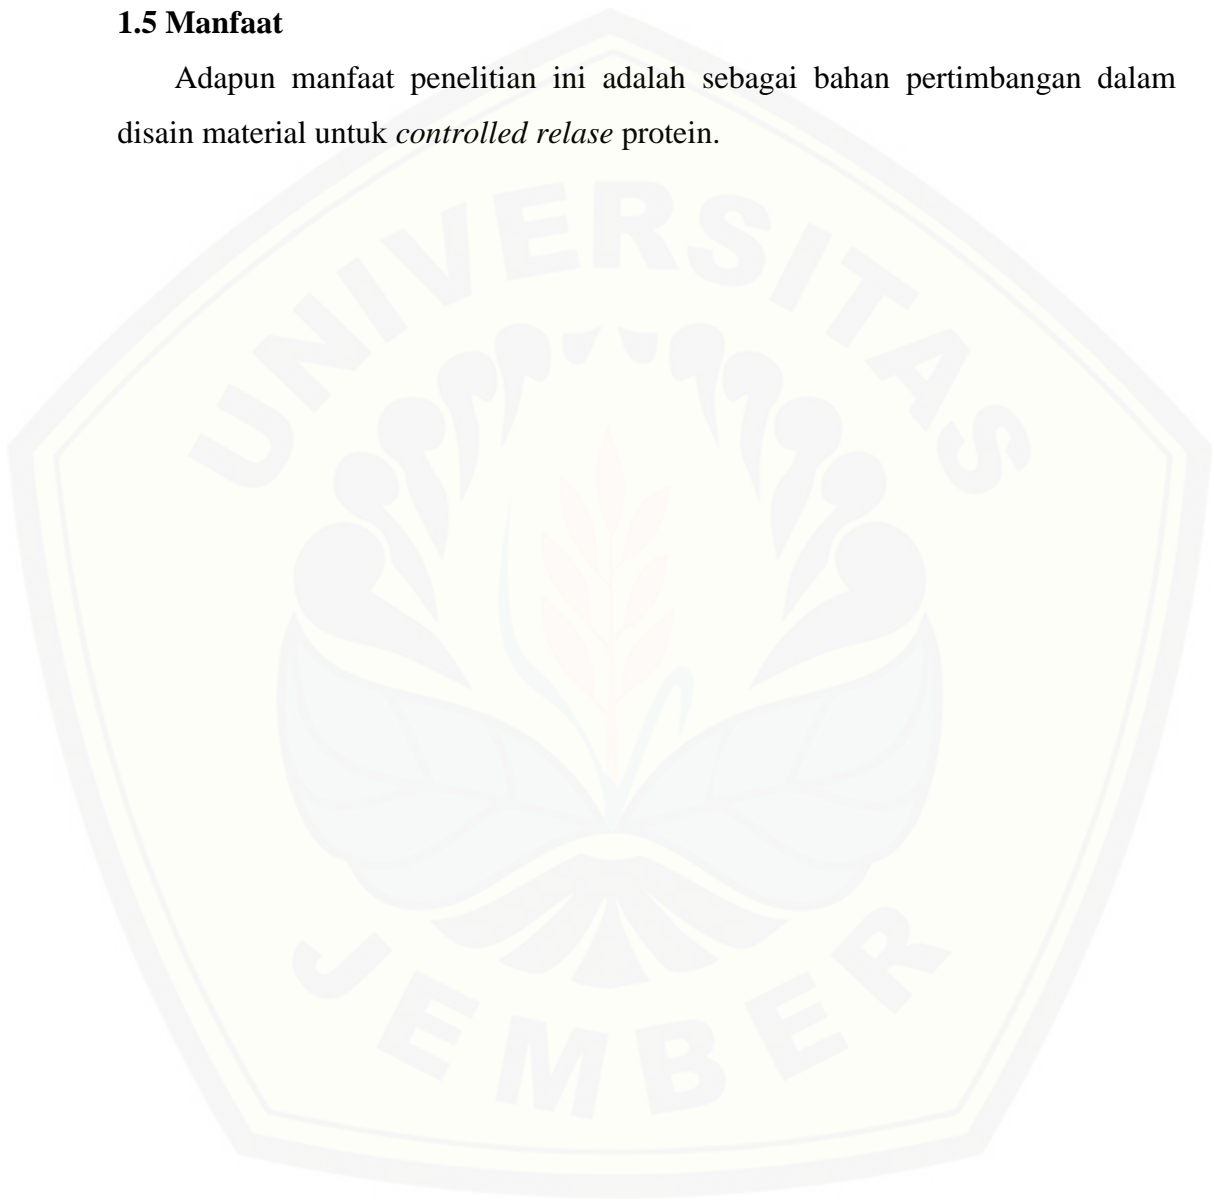 1.5 Manfaat
Adapun manfaat penelitian ini adalah sebagai bahan pertimbangan dalam
disain material untuk controlled relase protein.
UNIVERSITAS
JEMBER